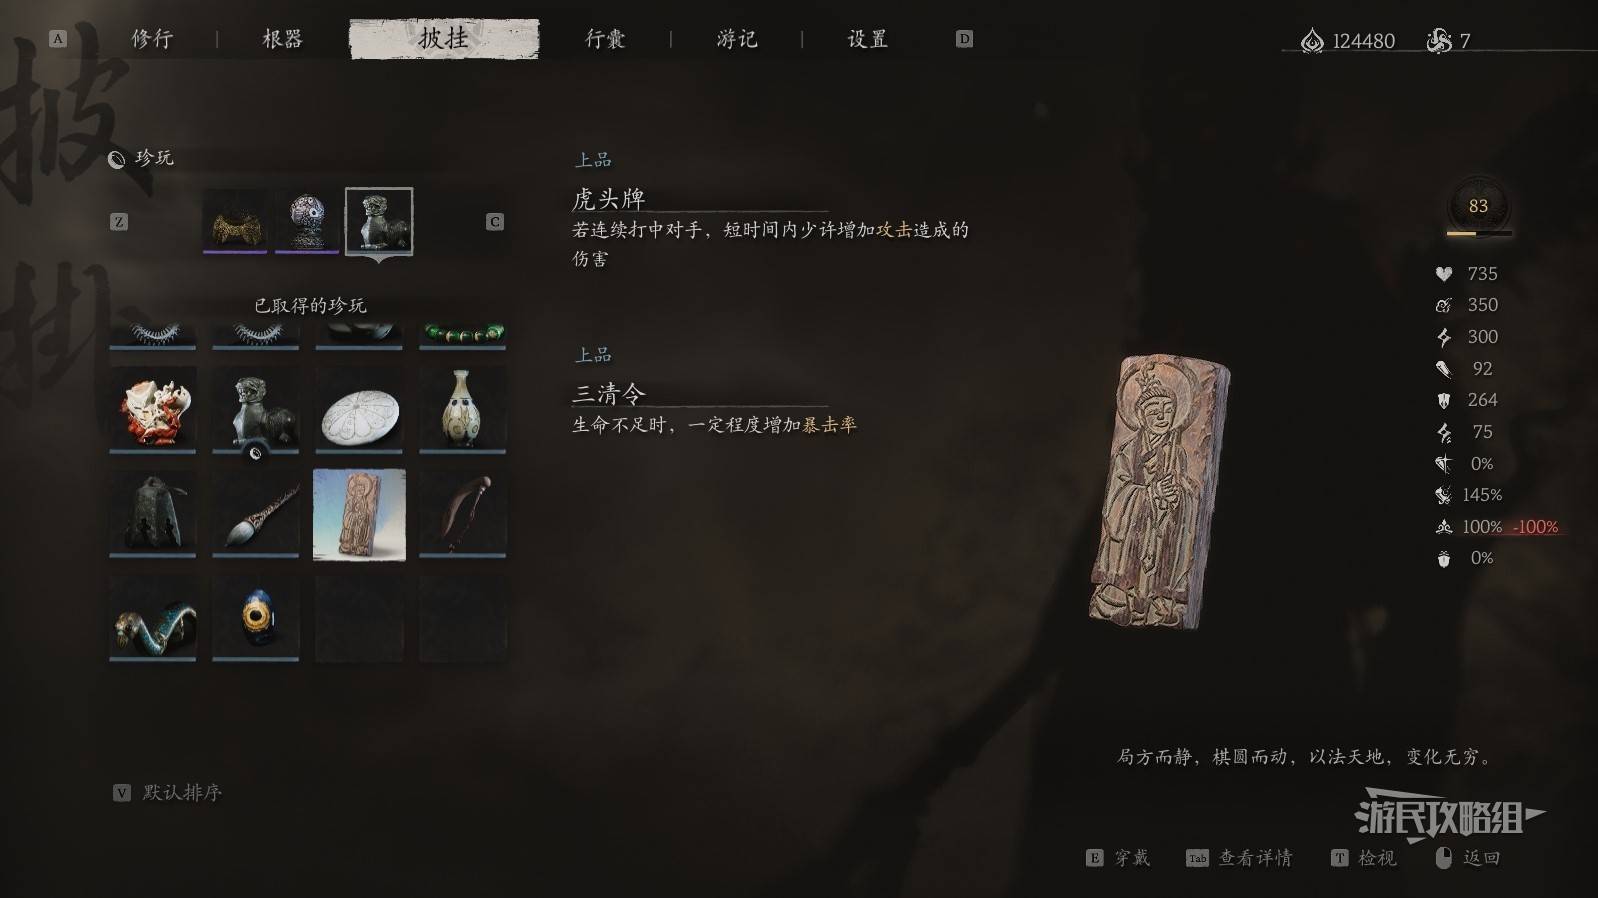 披掛
A 修行 根器 披挂 行囊 游记 设置 D
124480 7
珍玩
Z C
已取得的珍玩
上品
虎头牌
若连续打中对手，短时间内少许增加攻击造成的
伤害
上品
三清令
生命不足时，一定程度增加暴击率
83
735
350
300
92
264
75
0%
145%
100% -100%
0%
局方而静，棋圆而动，以法天地，变化无穷。
V 默认排序
游民攻略组
E 穿戴 Tab 查看详情 T 检视 返回